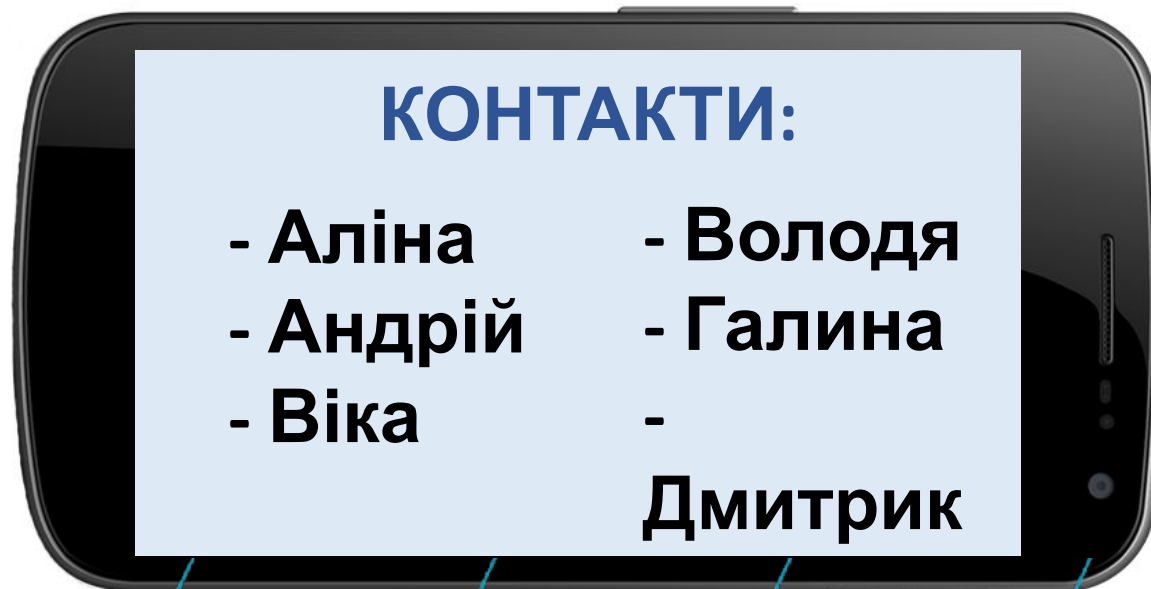 КОНТАКТИ:
- Аліна
- Андрій
- Віка
- Володя
- Галина
-
Дмитрик